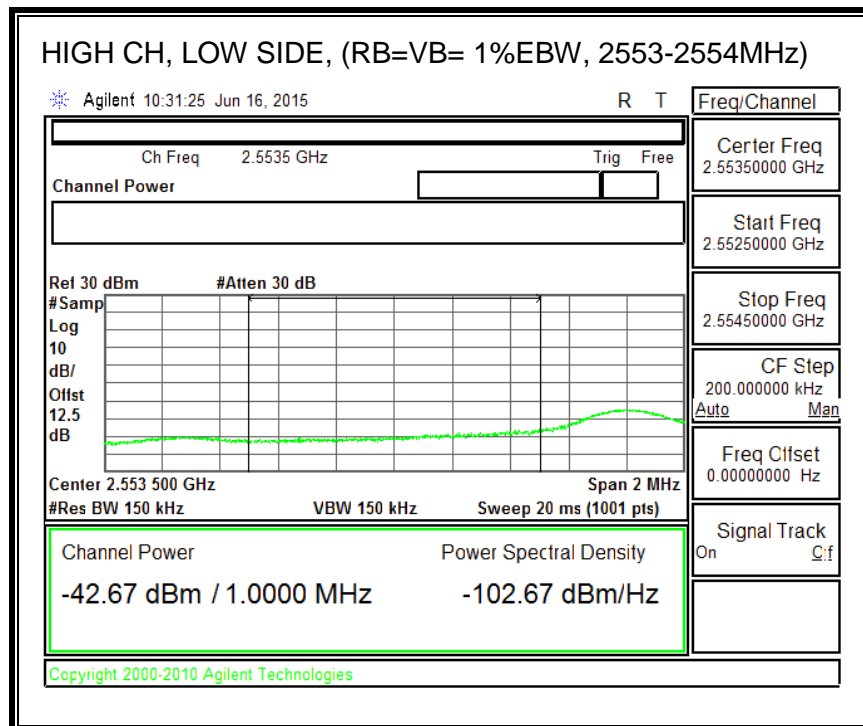 HIGH CH, LOW SIDE, (RB=VB= 1%EBW, 2553-2554MHz)
Agilent 10:31:25 Jun 16, 2015 R T
Freq/Channel
Ch Freq 2.5535 GHz Trig Free
Channel Power
Center Freq
2.55350000 GHz
Start Freq
2.55250000 GHz
Stop Freq
2.55450000 GHz
CF Step
200.000000 kHz
Auto Man
Freq Offset
0.00000000 Hz
Signal Track
On Off
Ref 30 dBm #Atten 30 dB
#Samp
Log
10
dB/
Offst
12.5
dB
Center 2.553 500 GHz Span 2 MHz
#Res BW 150 kHz VBW 150 kHz Sweep 20 ms (1001 pts)
Channel Power Power Spectral Density
-42.67 dBm / 1.0000 MHz -102.67 dBm/Hz
Copyright 2000-2010 Agilent Technologies